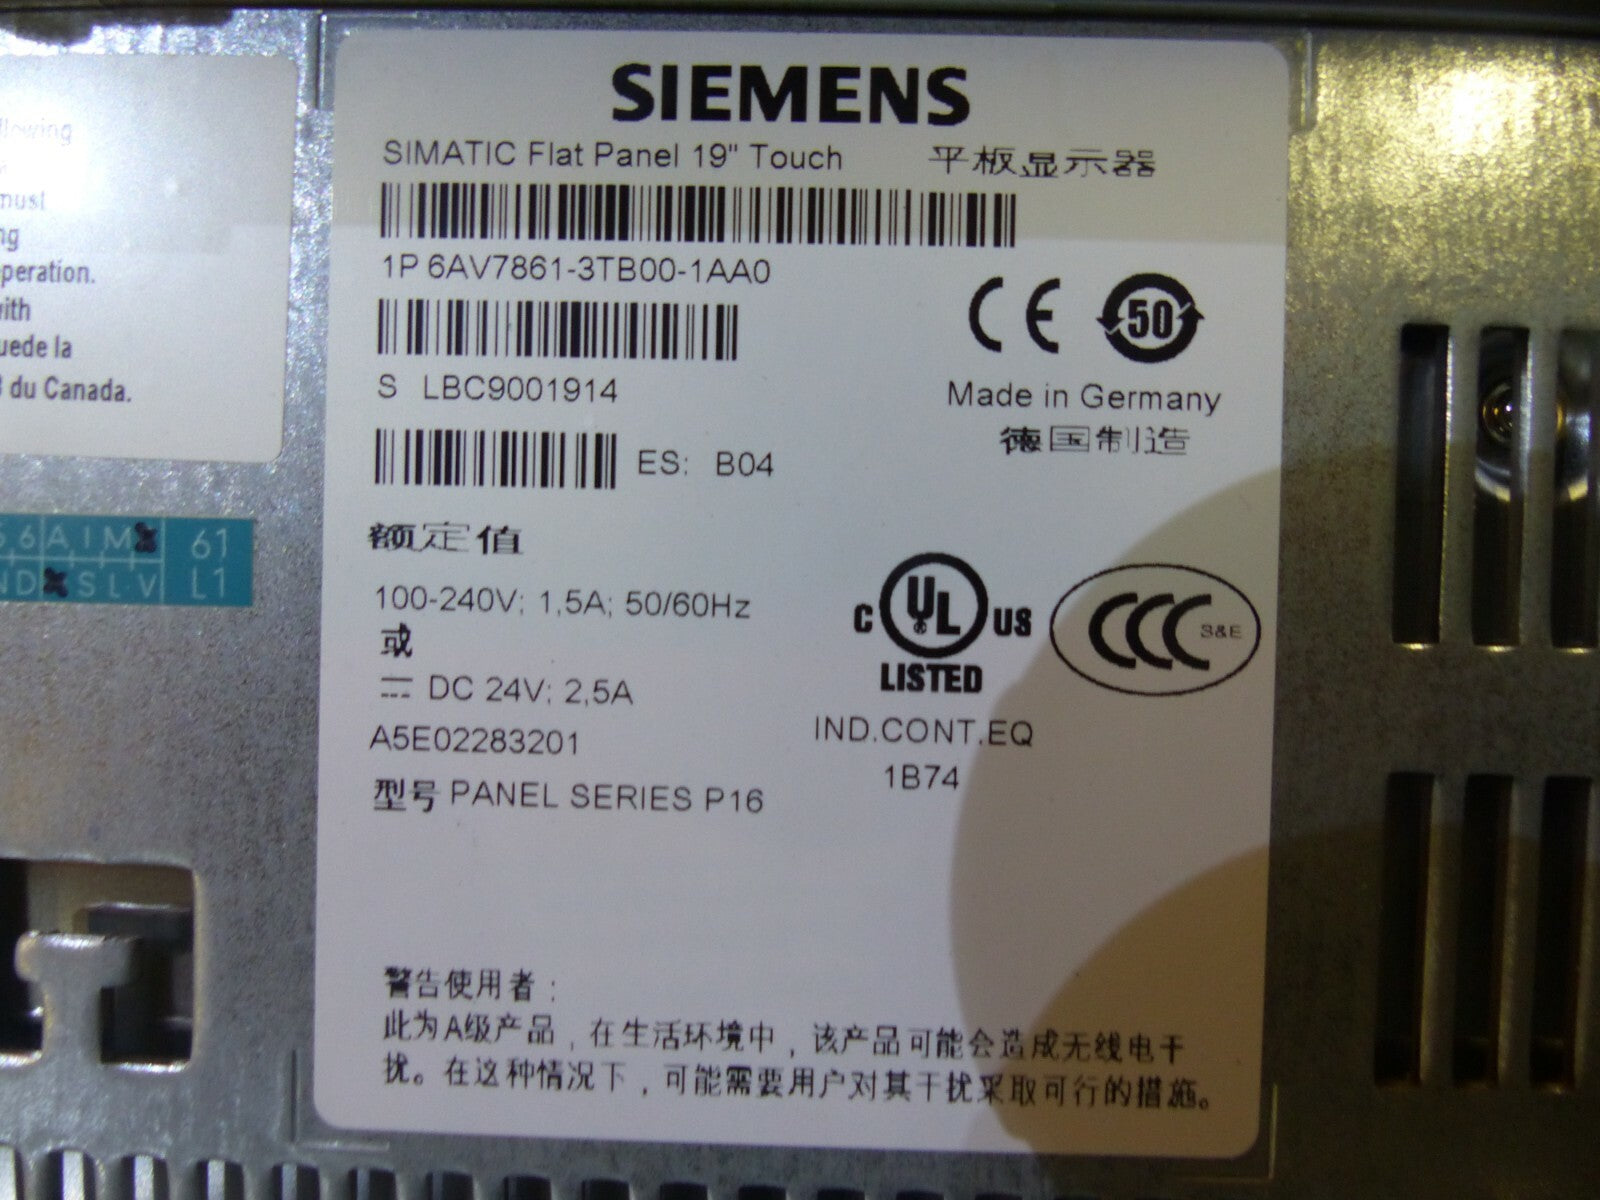 SIEMENS
SIMATIC Flat Panel 19" Touch 平板显示器
1P 6AV7861-3TB00-1AA0
S LBC9001914
ES: B04
CE 50
Made in Germany
德国制造
额定值
100-240V; 1,5A; 50/60Hz
或
DC 24V; 2,5A
A5E02283201
型号 PANEL SERIES P16
C UL US
LISTED
CCC S&E
IND.CONT.EQ
1B74
警告使用者:
此为A级产品,在生活环境中,该产品可能会造成无线电干
扰。在这种情况下,可能需要用户对其干扰采取可行的措施。
must
with
la
du Canada.
A I M 61
S L V L1